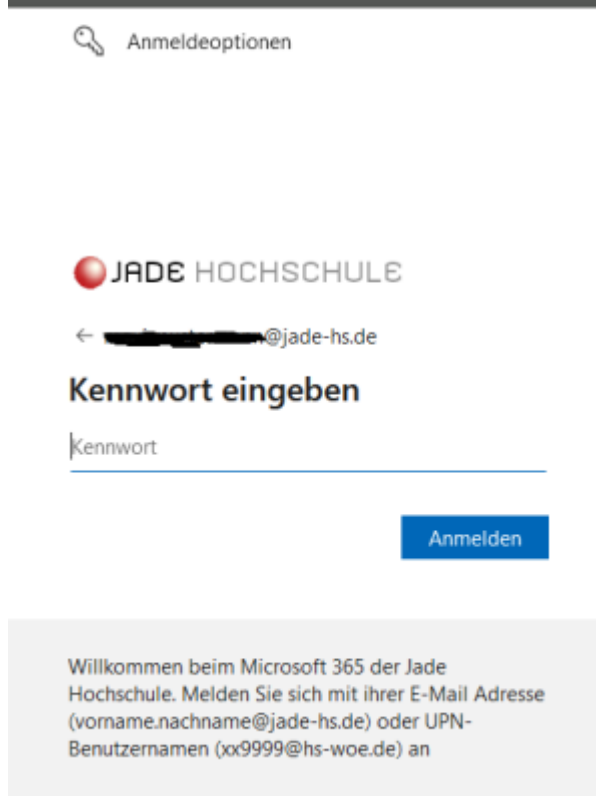 Anmeldeoptionen
JADE HOCHSCHULE
@jade-hs.de
Kennwort eingeben
Kennwort
Anmelden
Willkommen beim Microsoft 365 der Jade
Hochschule. Melden Sie sich mit ihrer E-Mail Adresse
(vorname.nachname@jade-hs.de) oder UPN-
Benutzernamen (xx9999@hs-woe.de) an